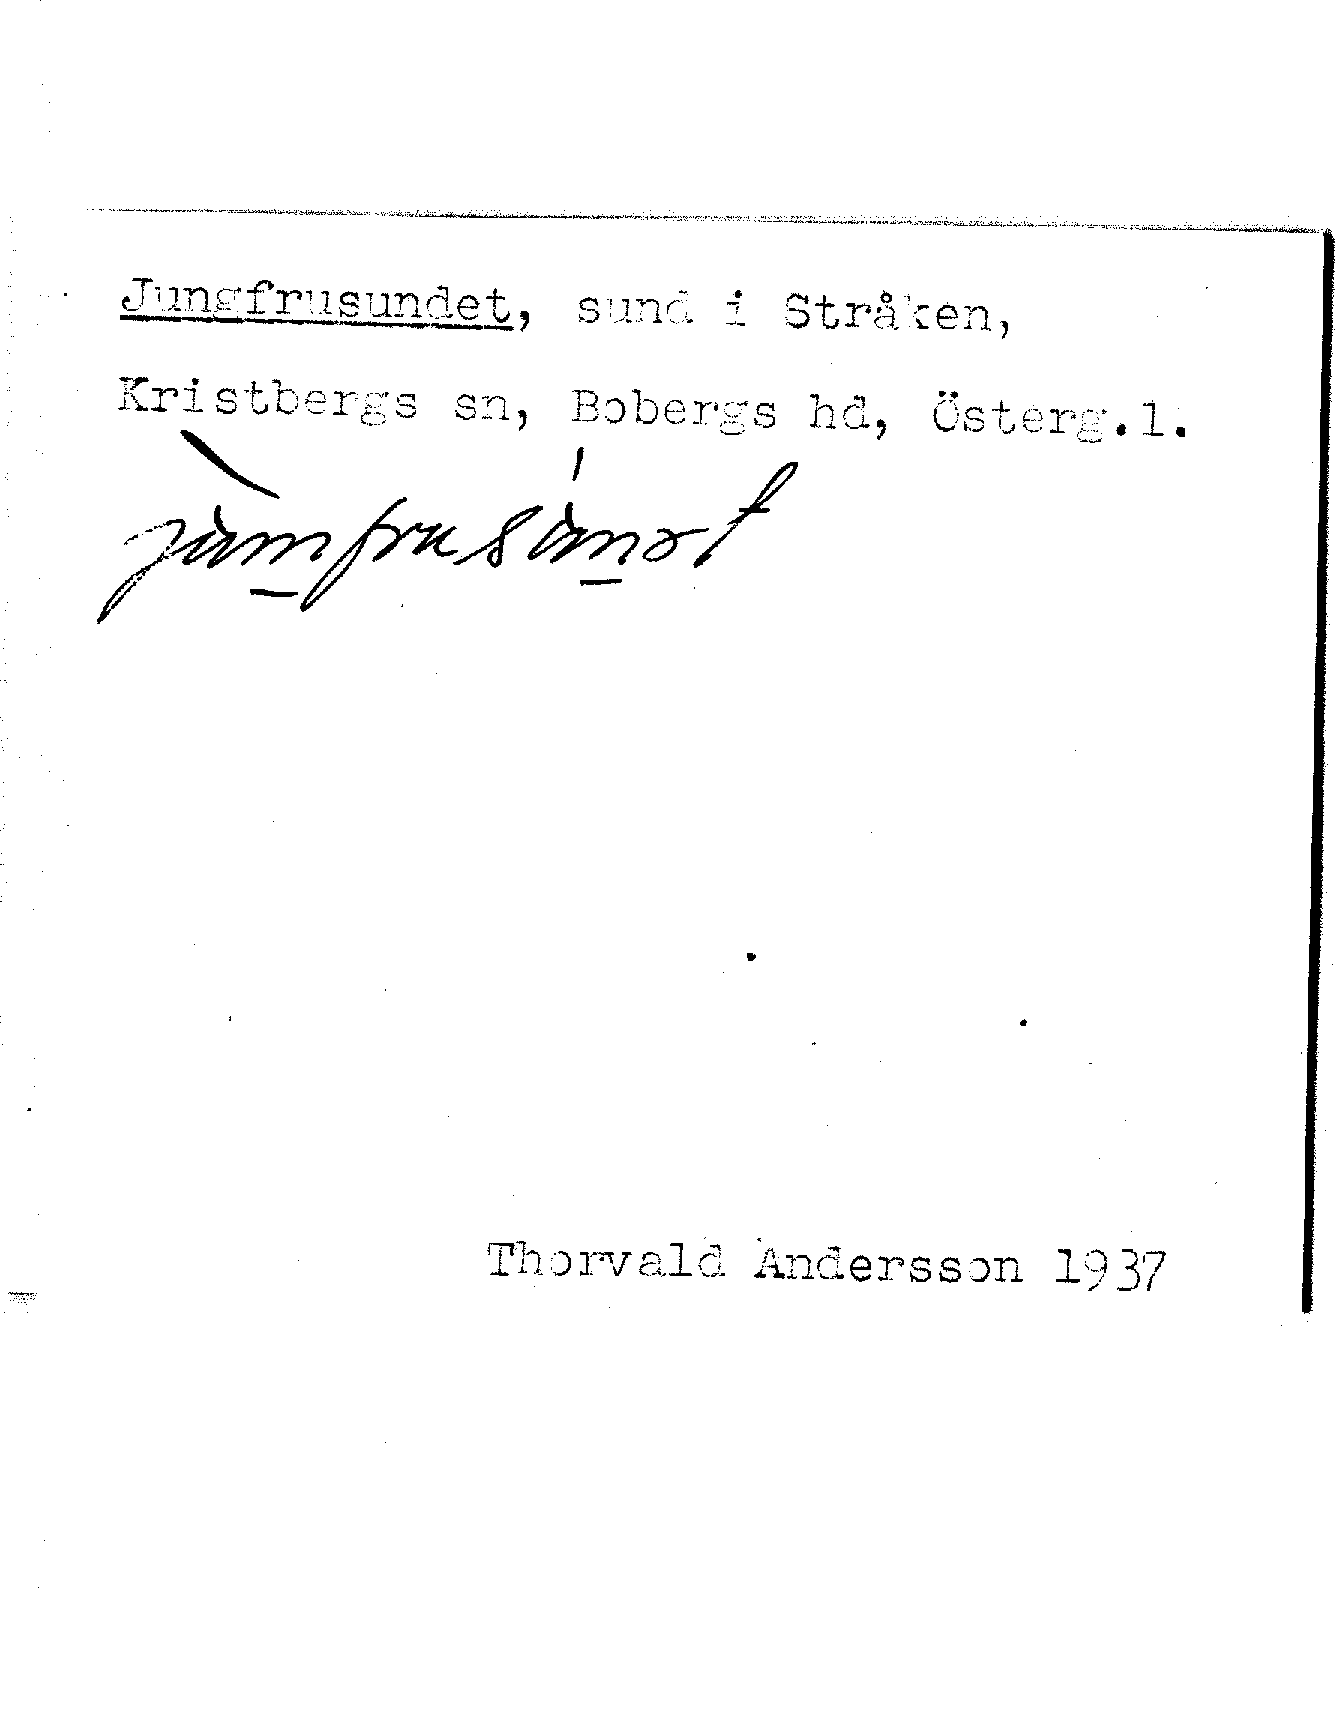 Jungfrusundet, sund i Stråken,
Kristbergs sn, Bobergs hd, Österg.l.
Thorvald Andersson 1937